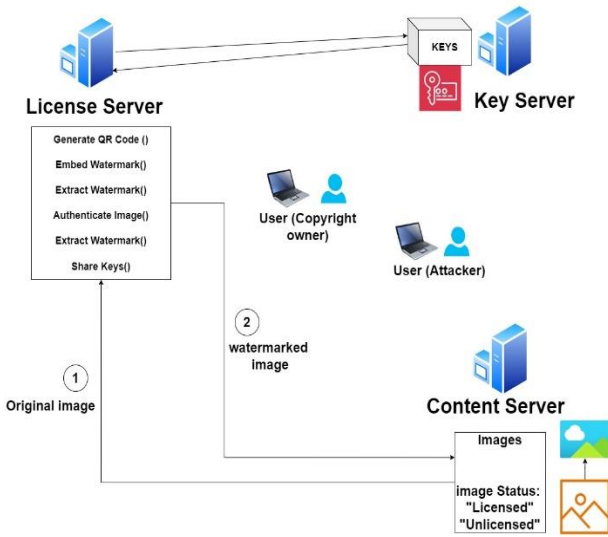 KEYS
License Server
Key Server
Generate QR Code ()
Embed Watermark()
Extract Watermark()
Authenticate Image()
Extract Watermark()
Share Keys()
User (Copyright
owner)
User (Attacker)
2
watermarked
image
1
Original image
Content Server
Images
image Status:
"Licensed"
"Unlicensed"